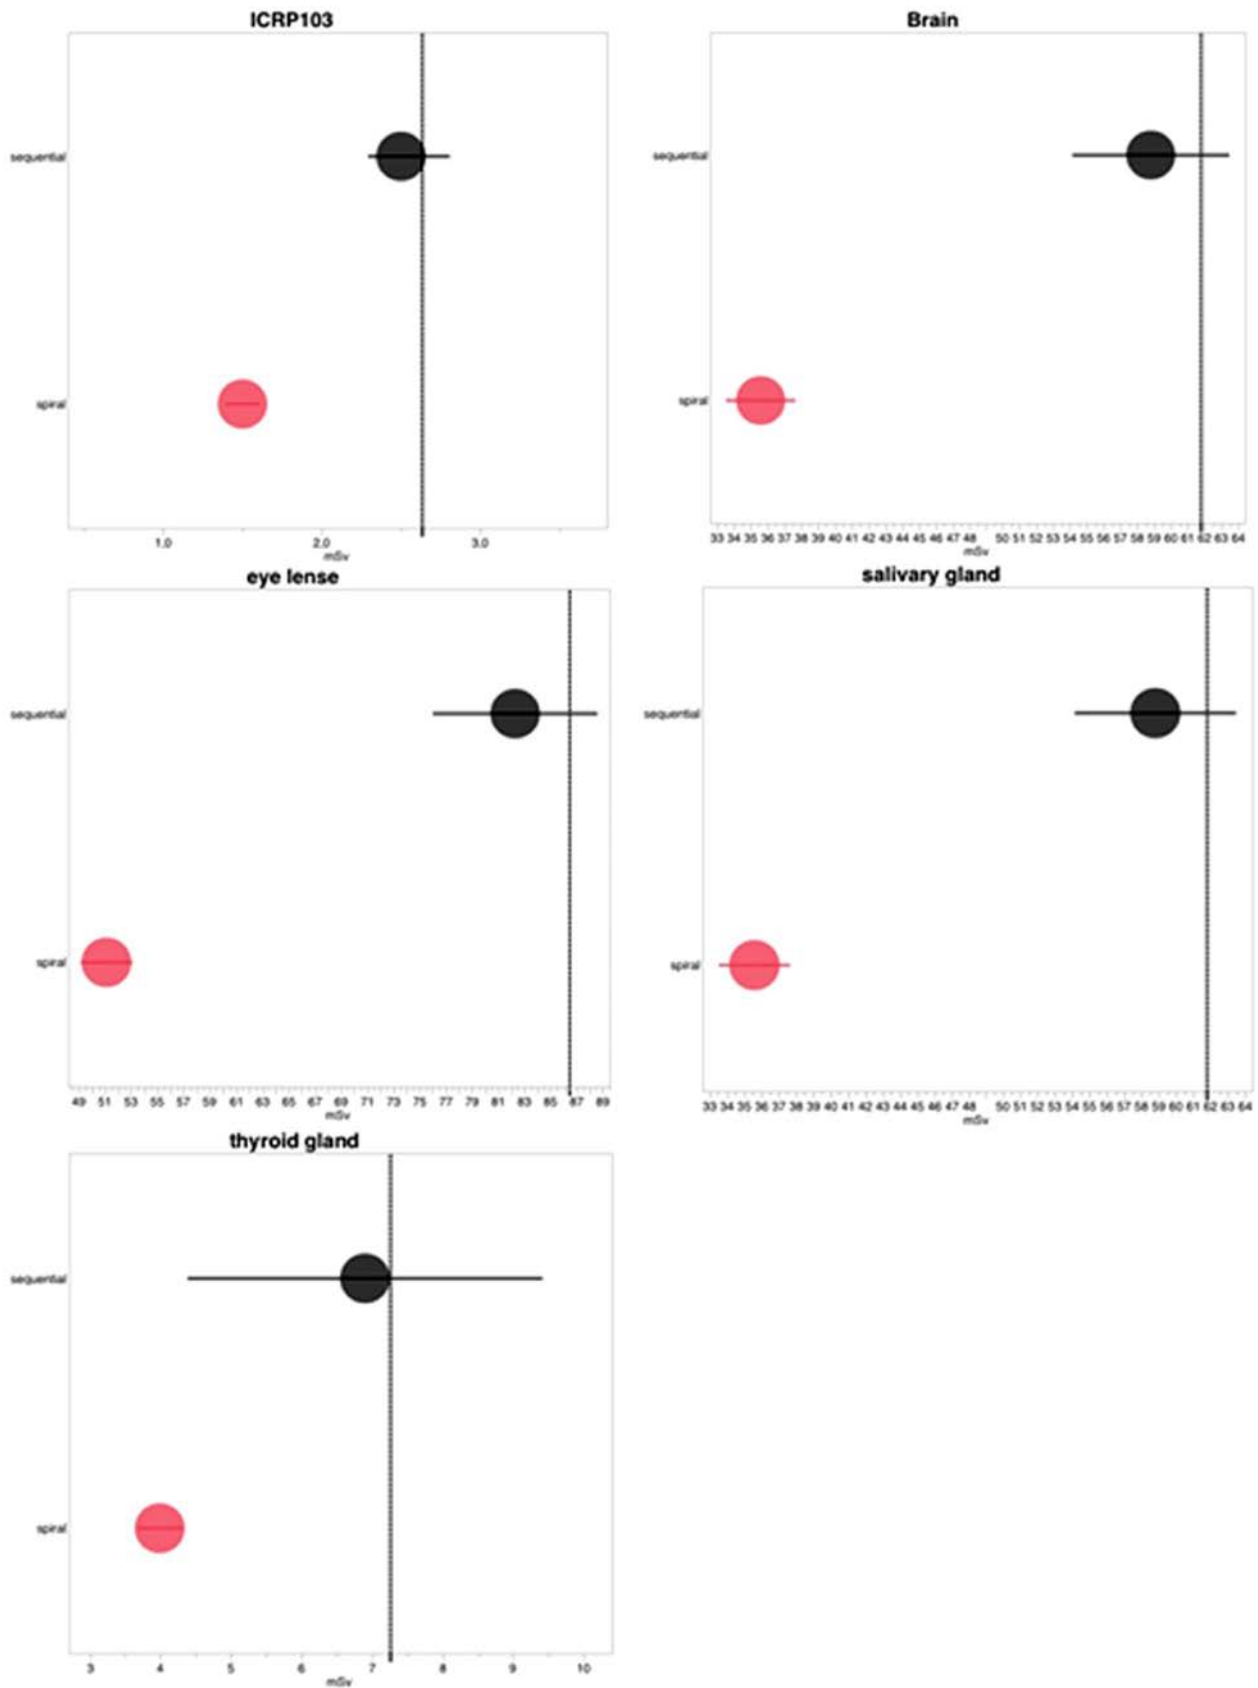 ICRP103
sequential
spiral
1.0 2.0 3.0
mSv
Brain
sequential
spiral
33 34 35 36 37 38 39 40 41 42 43 44 45 46 47 48 50 51 52 53 54 55 56 57 58 59 60 61 62 63 64
mSv
eye lense
sequential
spiral
49 51 53 55 57 59 61 63 65 67 69 71 73 75 77 79 81 83 85 87 89
mSv
salivary gland
sequential
spiral
33 34 35 36 37 38 39 40 41 42 43 44 45 46 47 48 50 51 52 53 54 55 56 57 58 59 60 61 62 63 64
mSv
thyroid gland
sequential
spiral
3 4 5 6 7 8 9 10
mSv